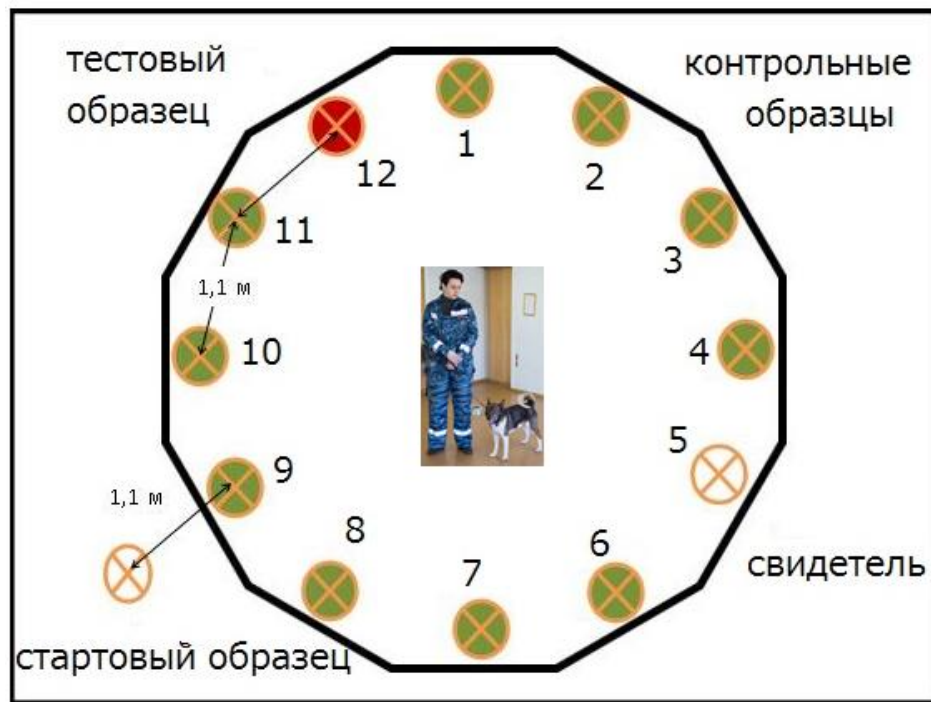 тестовый
образец
контрольные
образцы
1
2
3
4
5
6
7
8
9
10
11
12
1,1 м
1,1 м
свидетель
стартовый образец